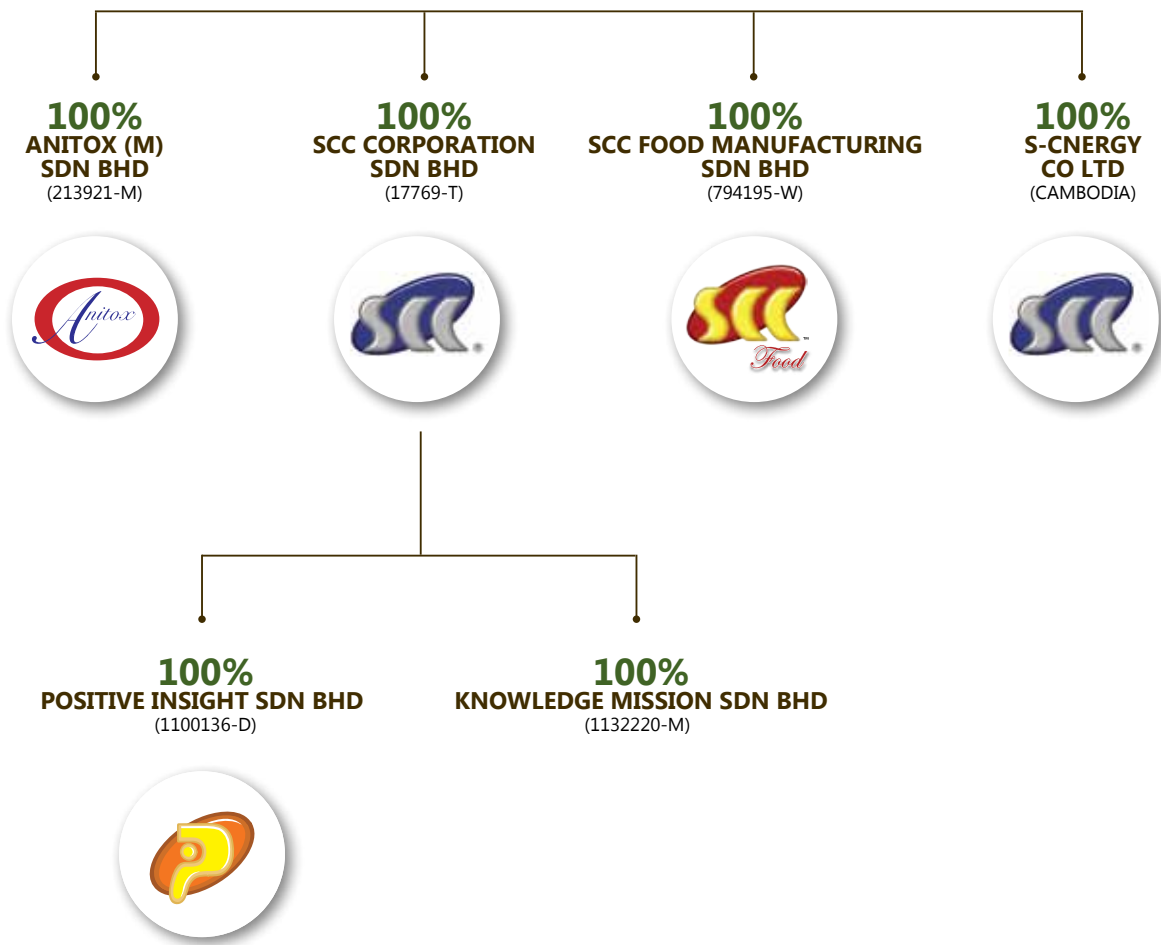 100%
ANITOX (M)
SDN BHD
(213921-M)
Anitox
100%
SCC CORPORATION
SDN BHD
(17769-T)
SCC ®
100%
SCC FOOD MANUFACTURING
SDN BHD
(794195-W)
SCC ™
Food
100%
S-CNERGY
CO LTD
(CAMBODIA)
SCC ®
100%
POSITIVE INSIGHT SDN BHD
(1100136-D)
P
100%
KNOWLEDGE MISSION SDN BHD
(1132220-M)